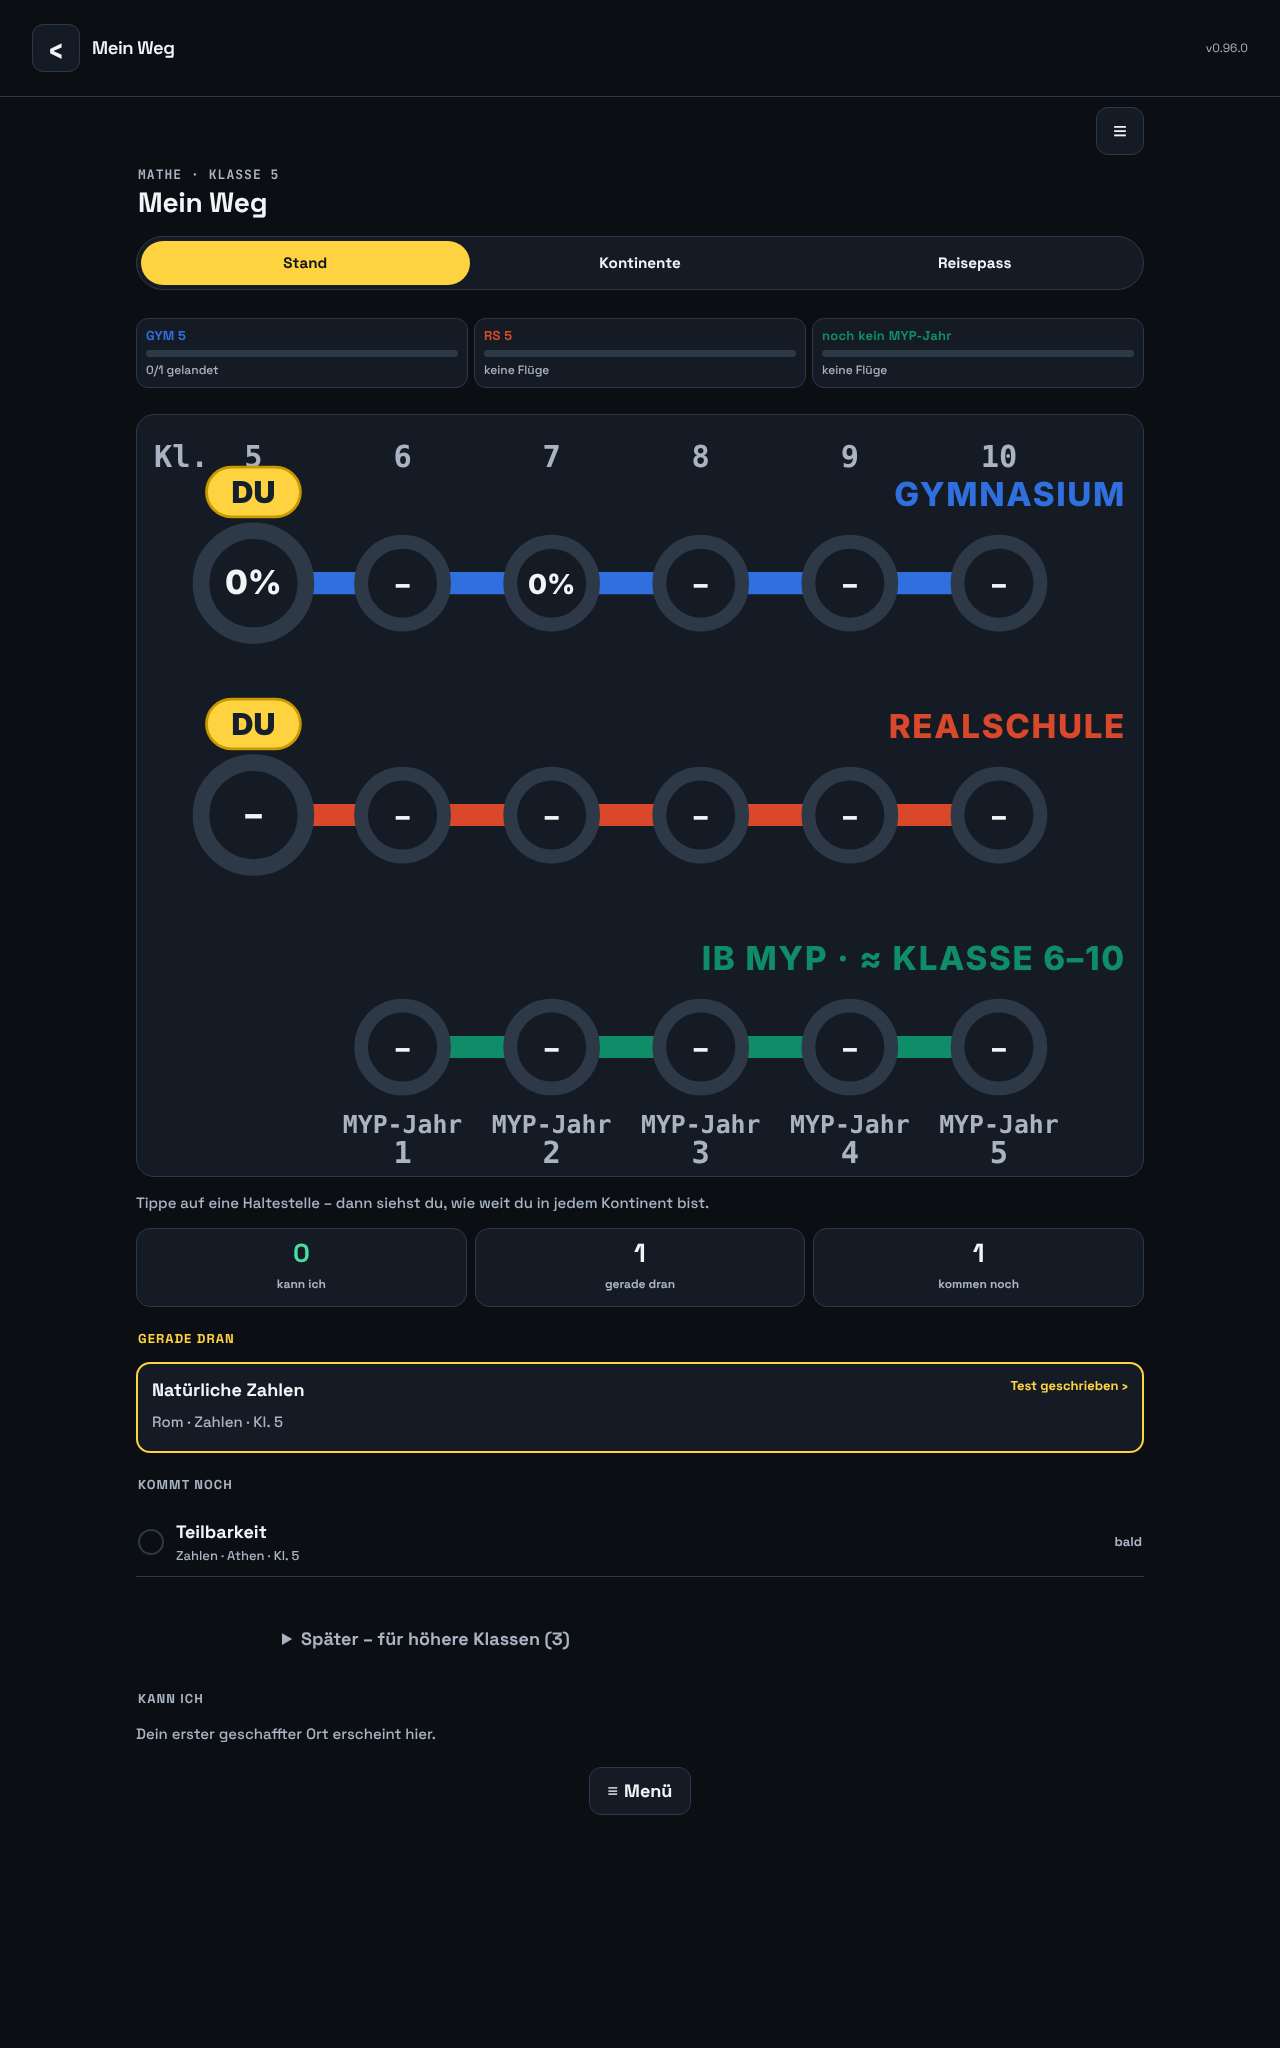 < Mein Weg
v0.96.0
≡
MATHE · KLASSE 5
Mein Weg
Stand Kontinente Reisepass
GYM 5
0/1 gelandet
RS 5
keine Flüge
noch kein MYP-Jahr
keine Flüge
Kl. 5 6 7 8 9 10
DU
GYMNASIUM
0% – 0% – – –
DU
REALSCHULE
– – – – – –
IB MYP · ≈ KLASSE 6–10
– – – – –
MYP-Jahr MYP-Jahr MYP-Jahr MYP-Jahr MYP-Jahr
1 2 3 4 5
Tippe auf eine Haltestelle – dann siehst du, wie weit du in jedem Kontinent bist.
0
kann ich
1
gerade dran
1
kommen noch
GERADE DRAN
Natürliche Zahlen
Test geschrieben >
Rom · Zahlen · Kl. 5
KOMMT NOCH
Teilbarkeit
Zahlen · Athen · Kl. 5
bald
▶ Später – für höhere Klassen (3)
KANN ICH
Dein erster geschaffter Ort erscheint hier.
≡ Menü